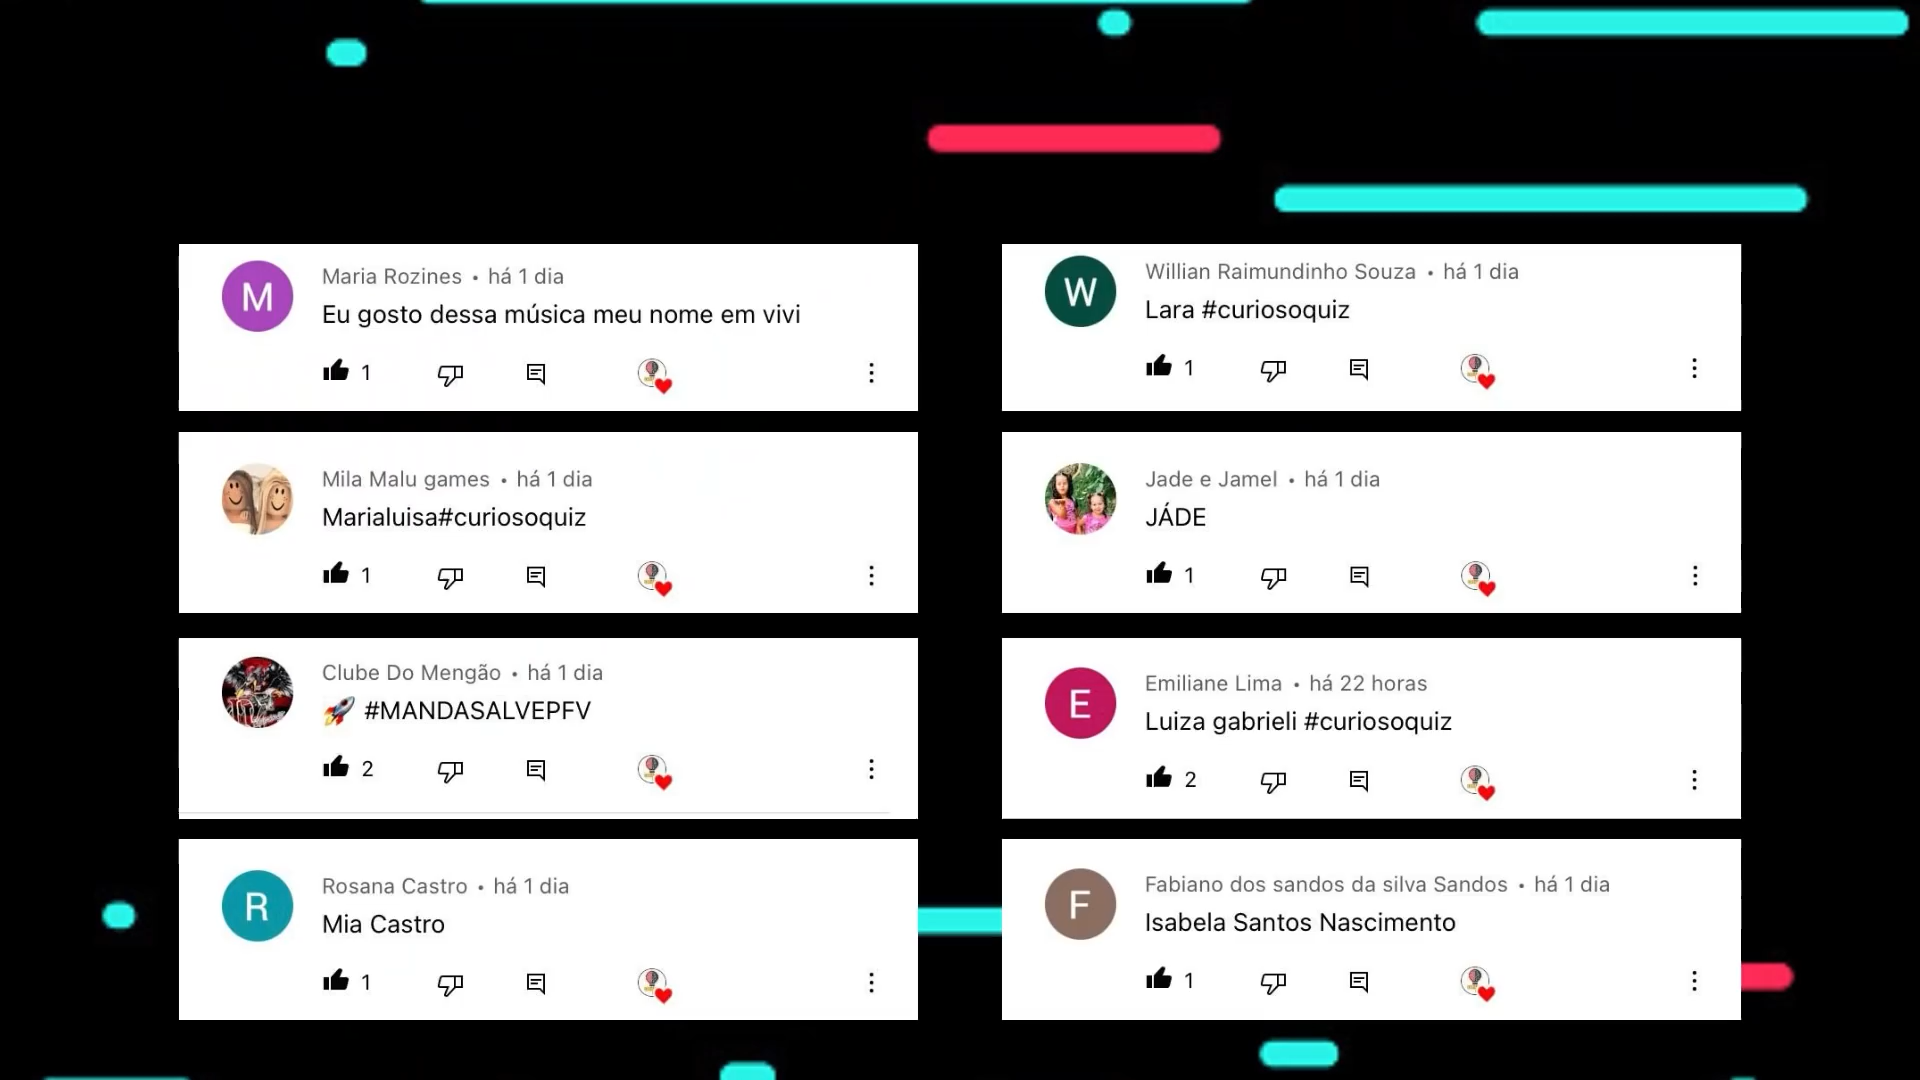 M
Maria Rozines • há 1 dia
Eu gosto dessa música meu nome em vivi
1
Mila Malu games • há 1 dia
Marialuisa#curiosoquiz
1
Clube Do Mengão • há 1 dia
🚀 #MANDASALVEPFV
2
R
Rosana Castro • há 1 dia
Mia Castro
1
W
Willian Raimundinho Souza • há 1 dia
Lara #curiosoquiz
1
Jade e Jamel • há 1 dia
JÁDE
1
E
Emiliane Lima • há 22 horas
Luiza gabrieli #curiosoquiz
2
F
Fabiano dos sandos da silva Sandos • há 1 dia
Isabela Santos Nascimento
1